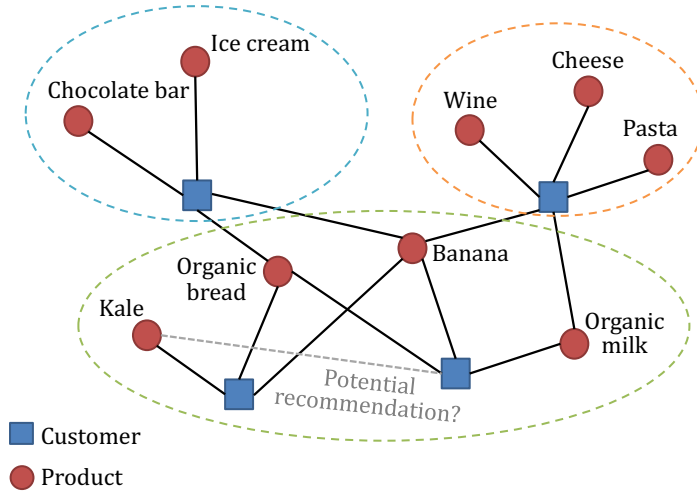 Ice cream
Chocolate bar
Cheese
Wine
Pasta
Organic
bread
Banana
Kale
Organic
milk
Potential
recommendation?
Customer
Product